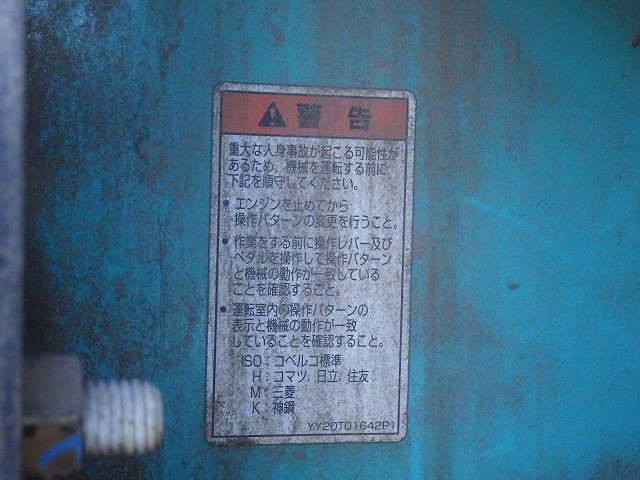 警告
重大な人身事故が起こる可能性が
あるため、機械を運転する前に
下記を順守してください。
• エンジンを止めてから
操作パターンの変更を行うこと。
• 作業をする前に操作レバー及び
ペダルを操作して操作パターン
と機械の動作が一致している
ことを確認すること。
• 運転室内の操作パターンの
表示と機械の動作が一致
していることを確認すること。
ISO：コベルコ標準
H：コマツ，日立，住友
M：三菱
K：神鋼
YY20T01642P1